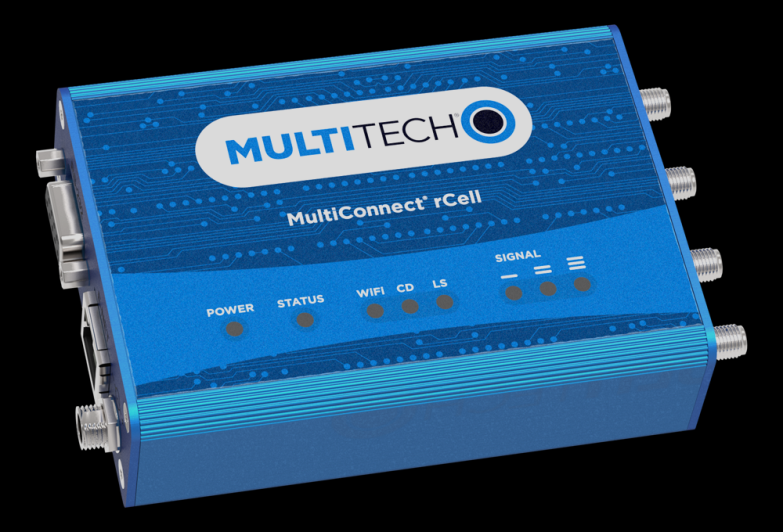 MULTITECH®
MultiConnect® rCell
POWER STATUS WIFI CD LS SIGNAL